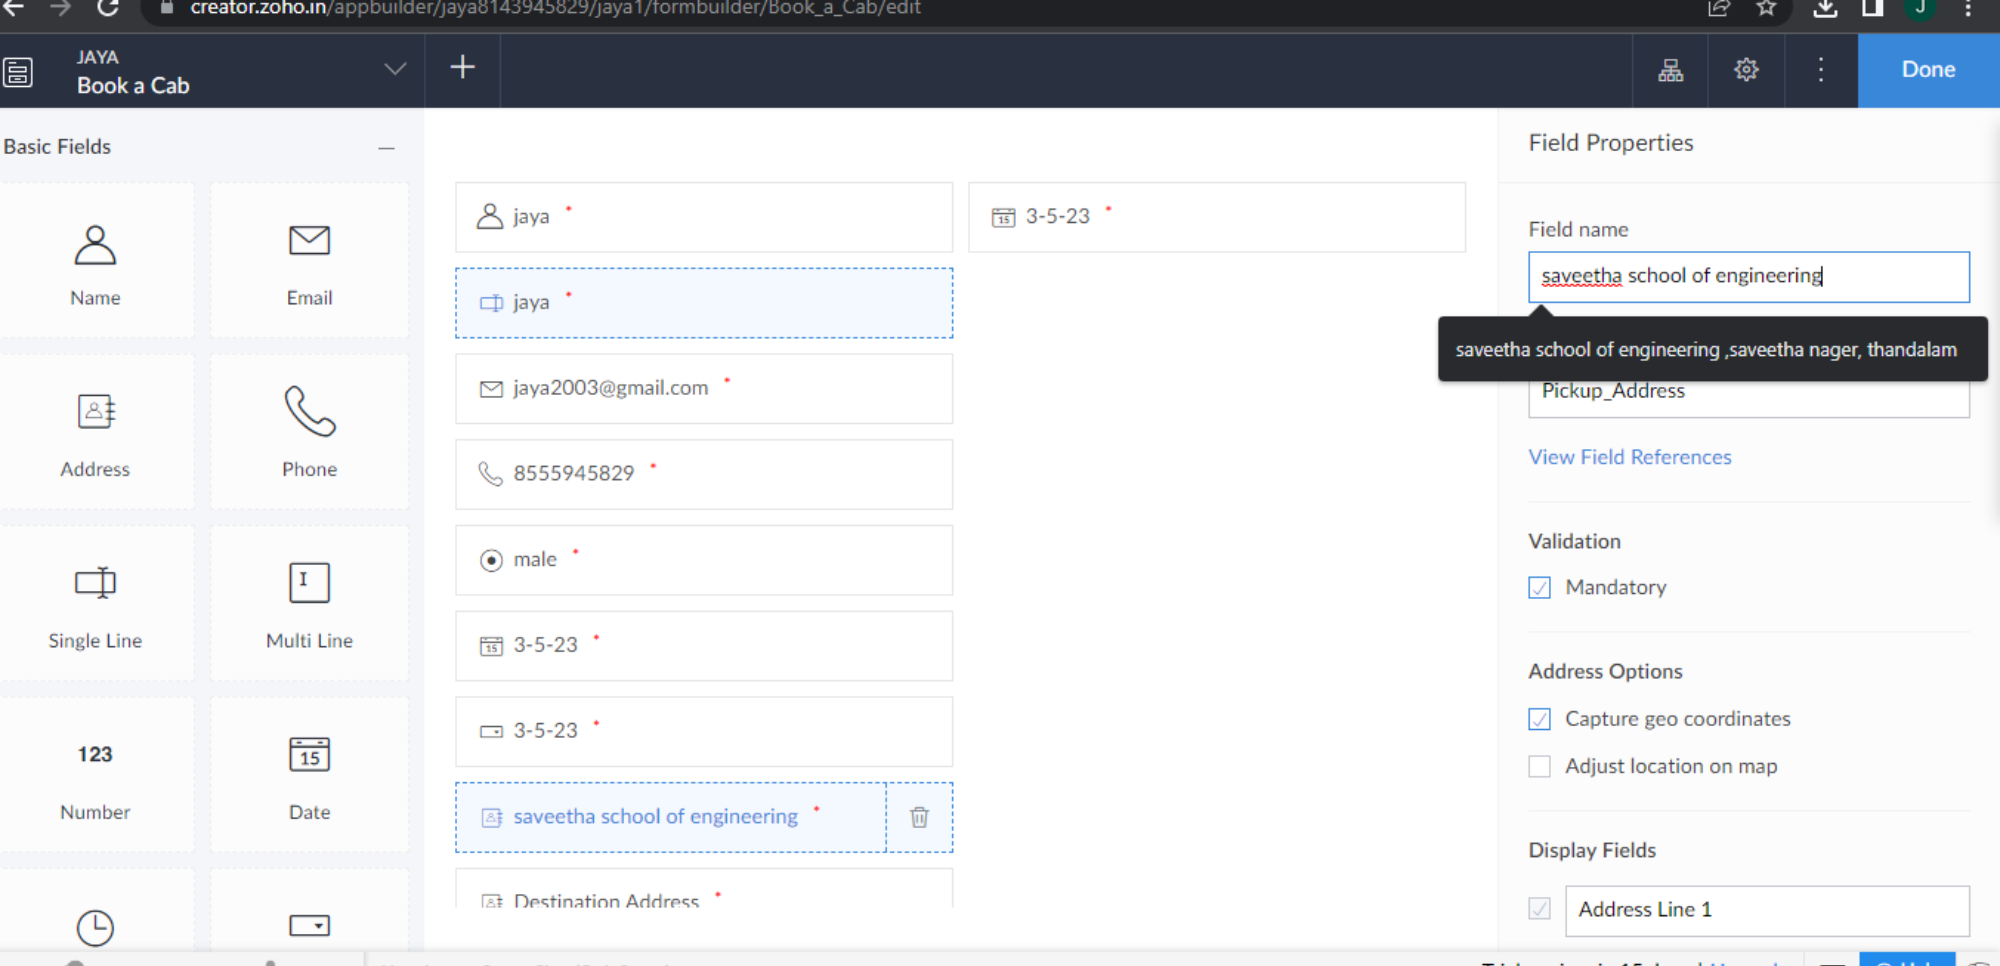 creator.zoho.in/appbuilder/jaya8143945829/jaya1/formbuilder/Book_a_Cab/edit
J
JAYA
Book a Cab
Done
Basic Fields
Name
Email
Address
Phone
Single Line
Multi Line
123
Number
15
Date
jaya *
15 3-5-23 *
jaya *
jaya2003@gmail.com *
8555945829 *
male *
15 3-5-23 *
3-5-23 *
saveetha school of engineering *
Destination Address *
Field Properties
Field name
saveetha school of engineering
saveetha school of engineering ,saveetha nager, thandalam
Pickup_Address
View Field References
Validation
Mandatory
Address Options
Capture geo coordinates
Adjust location on map
Display Fields
Address Line 1